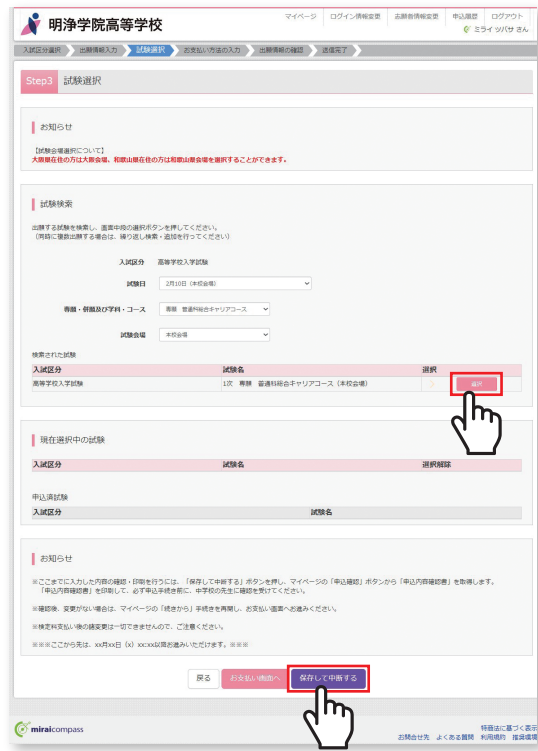 明浄学院高等学校
マイページ ログイン情報変更 志願者情報変更 申込履歴 ログアウト
ミライ ツバサ さん
入試区分選択 出願情報入力 試験選択 お支払い方法の入力 出願情報の確認 送信完了
Step3 試験選択
お知らせ
【試験会場選択について】
大阪県在住の方は大阪会場、和歌山県在住の方は和歌山県会場を選択することができます。
試験検索
出願する試験を検索し、画面中段の選択ボタンを押してください。
（同時に複数出願する場合は、繰り返し検索・追加を行ってください）
入試区分 高等学校入学試験
試験日 2月10日（本校会場）
専願・併願及び学科・コース 専願 普通科総合キャリアコース
試験会場 本校会場
検索された試験
入試区分 試験名 選択
高等学校入学試験 1次 専願 普通科総合キャリアコース（本校会場） 選択
現在選択中の試験
入試区分 試験名 選択解除
申込済試験
入試区分 試験名
お知らせ
※ここまでに入力した内容の確認・印刷を行うには、「保存して中断する」ボタンを押し、マイページの「申込確認」ボタンから「申込内容確認書」を取得します。
「申込内容確認書」を印刷して、必ず申込手続き前に、中学校の先生に確認を受けてください。
※確認後、変更がない場合は、マイページの「続きから」手続きを再開し、お支払い画面へお進みください。
※検定料支払い後の諸変更は一切できませんので、ご注意ください。
※※※ここから先は、xx月xx日（x）xx:xx以降お進みいただけます。※※※
戻る お支払い画面へ 保存して中断する
miraicompass
特商法に基づく表示
お問合せ先 よくある質問 利用規約 推奨環境